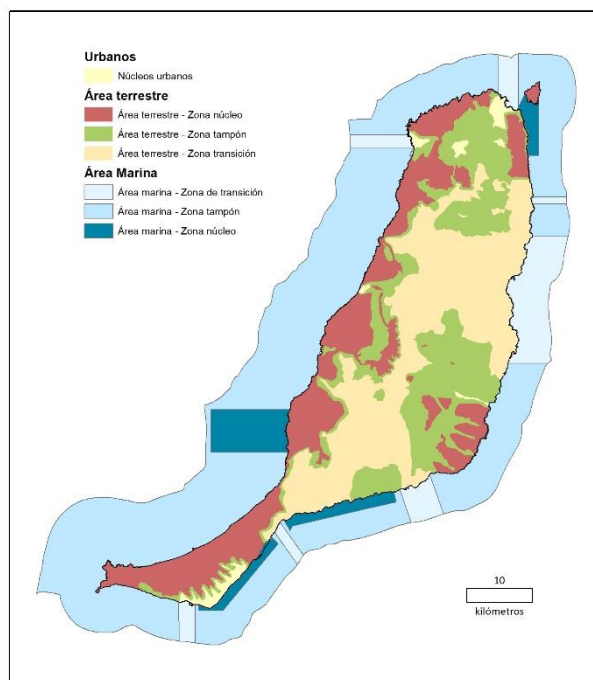 Urbanos
Núcleos urbanos
Área terrestre
Área terrestre - Zona núcleo
Área terrestre - Zona tampón
Área terrestre - Zona transición
Área Marina
Área marina - Zona de transición
Área marina - Zona tampón
Área marina - Zona núcleo
10
kilómetros